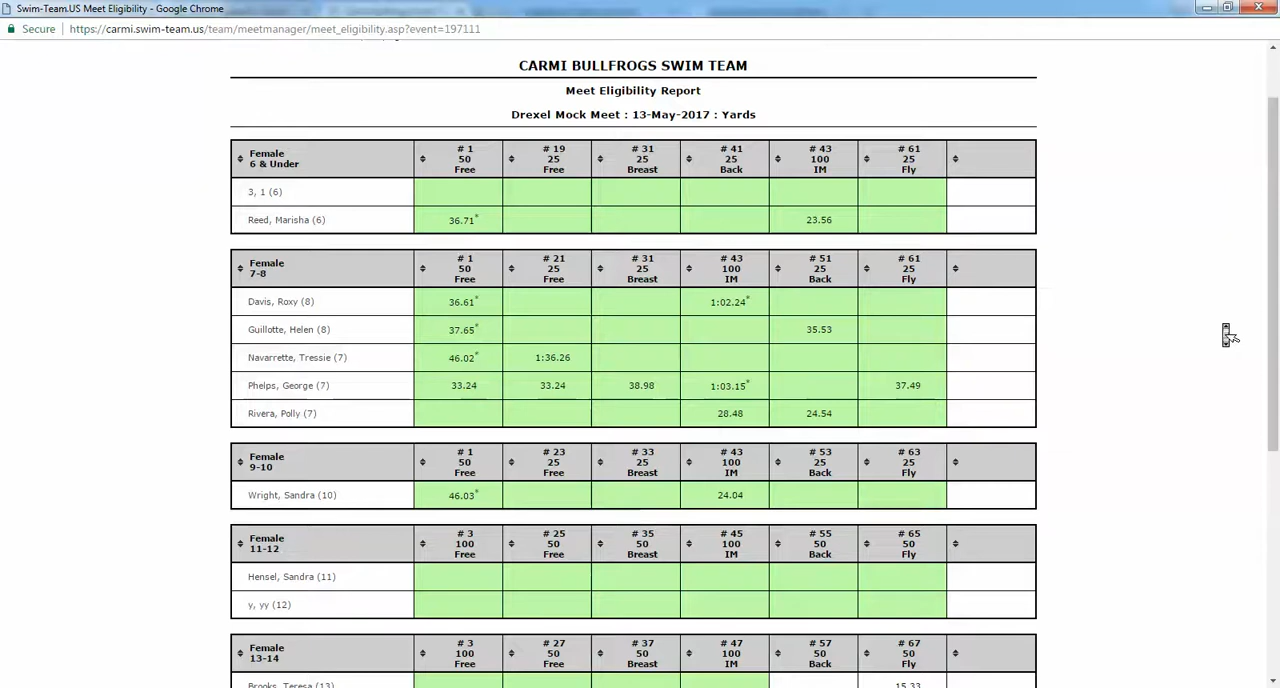 Swim-Team.US Meet Eligibility - Google Chrome
Secure | https://carmi.swim-team.us/team/meetmanager/meet_eligibility.asp?event=197111
CARMI BULLFROGS SWIM TEAM
Meet Eligibility Report
Drexel Mock Meet : 13-May-2017 : Yards
Female 6 & Under # 1 50 Free # 19 25 Free # 31 25 Breast # 41 25 Back # 43 100 IM # 61 25 Fly
3, 1 (6)
Reed, Marisha (6) 36.71* 23.56
Female 7-8 # 1 50 Free # 21 25 Free # 31 25 Breast # 43 100 IM # 51 25 Back # 61 25 Fly
Davis, Roxy (8) 36.61* 1:02.24*
Guillotte, Helen (8) 37.65* 35.53
Navarrette, Tressie (7) 46.02* 1:36.26
Phelps, George (7) 33.24 33.24 38.98 1:03.15* 37.49
Rivera, Polly (7) 28.48 24.54
Female 9-10 # 1 50 Free # 23 25 Free # 33 25 Breast # 43 100 IM # 53 25 Back # 63 25 Fly
Wright, Sandra (10) 46.03* 24.04
Female 11-12 # 3 100 Free # 25 50 Free # 35 50 Breast # 45 100 IM # 55 50 Back # 65 50 Fly
Hensel, Sandra (11)
y, yy (12)
Female 13-14 # 3 100 Free # 27 50 Free # 37 50 Breast # 47 100 IM # 57 50 Back # 67 50 Fly
Brooks, Teresa (13) 15.33